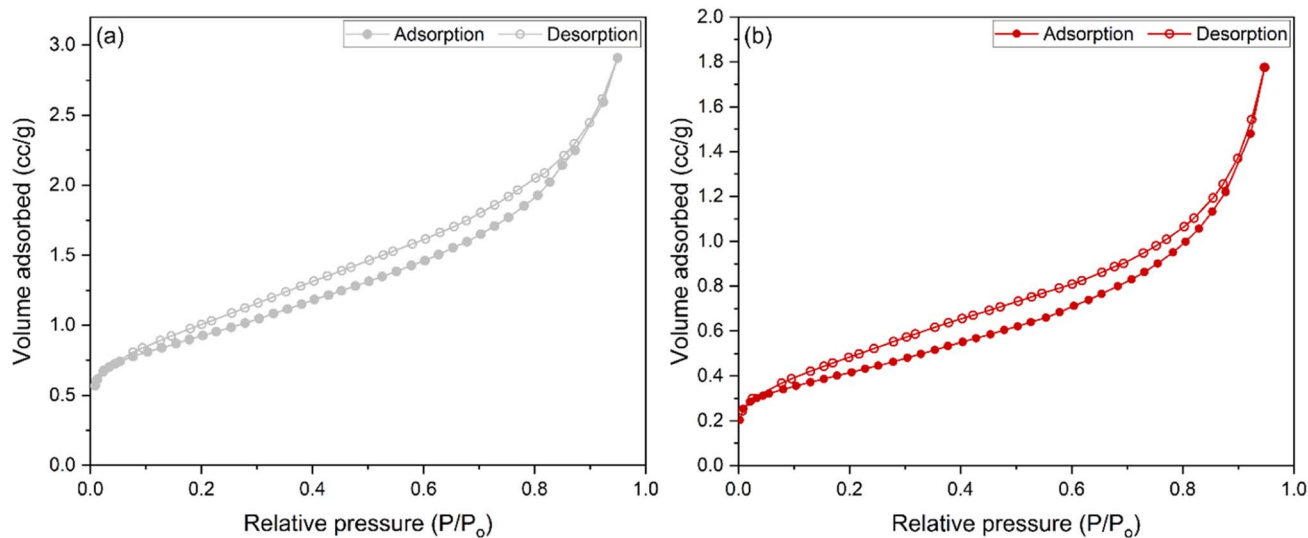 (a)
Adsorption
Desorption
3.0
2.5
2.0
1.5
1.0
0.5
0.0
Volume adsorbed (cc/g)
0.0 0.2 0.4 0.6 0.8 1.0
Relative pressure (P/Po)
(b)
Adsorption
Desorption
2.0
1.8
1.6
1.4
1.2
1.0
0.8
0.6
0.4
0.2
0.0
Volume adsorbed (cc/g)
0.0 0.2 0.4 0.6 0.8 1.0
Relative pressure (P/Po)